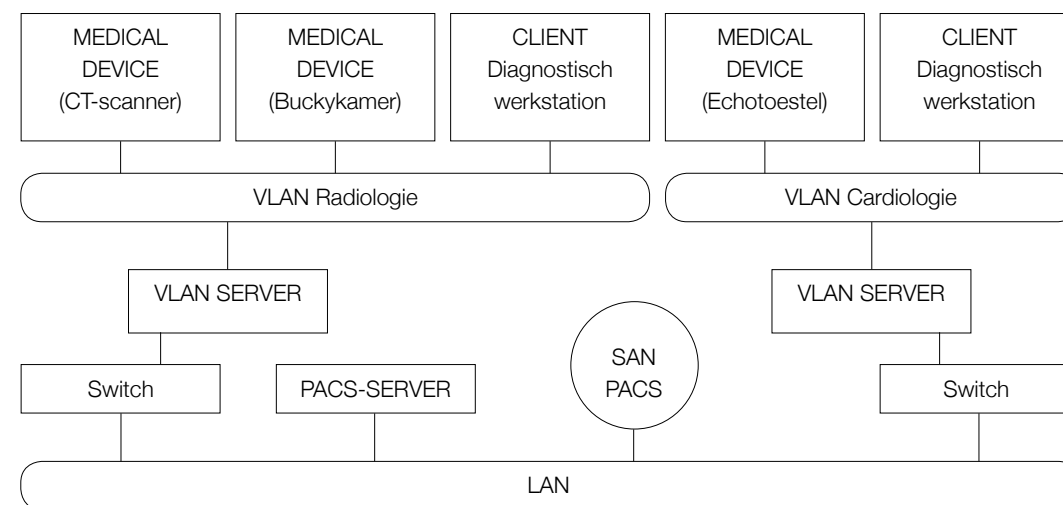 MEDICAL
DEVICE
(CT-scanner)
MEDICAL
DEVICE
(Buckykamer)
CLIENT
Diagnostisch
werkstation
MEDICAL
DEVICE
(Echotoestel)
CLIENT
Diagnostisch
werkstation
VLAN Radiologie
VLAN Cardiologie
VLAN SERVER
VLAN SERVER
SAN
PACS
Switch
PACS-SERVER
Switch
LAN